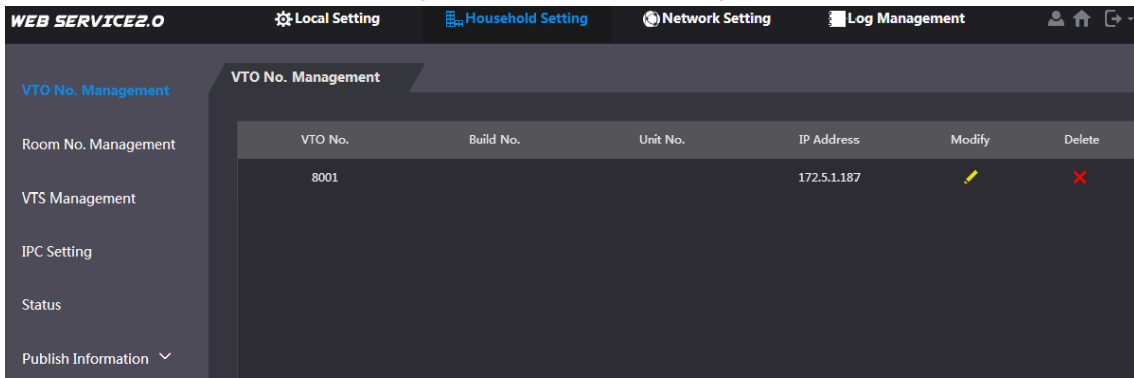 WEB SERVICE2.0 Local Setting Household Setting Network Setting Log Management
VTO No. Management
VTO No. Management
Room No. Management
VTS Management
IPC Setting
Status
Publish Information
VTO No. Build No. Unit No. IP Address Modify Delete
8001 172.5.1.187